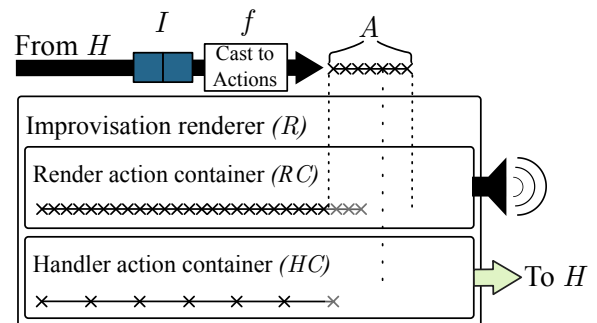 I f A
From H
Cast to
Actions
Improvisation renderer (R)
Render action container (RC)
Handler action container (HC)
To H